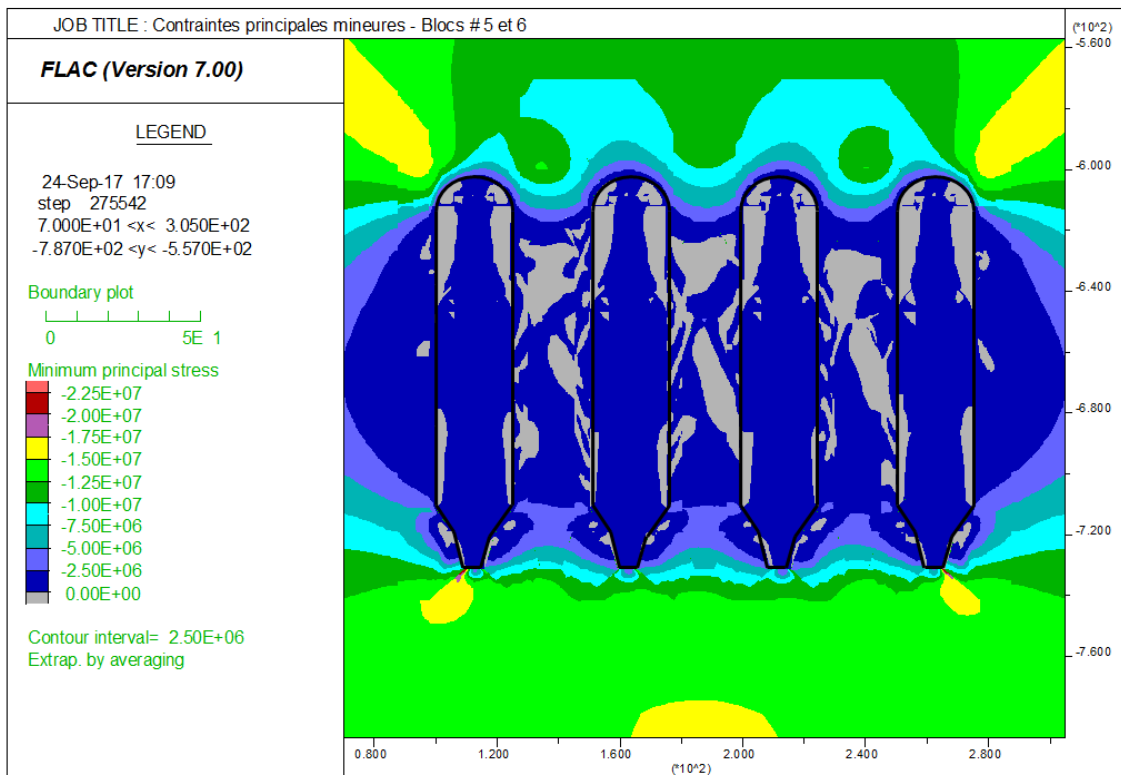 JOB TITLE : Contraintes principales mineures - Blocs # 5 et 6
FLAC (Version 7.00)
LEGEND
24-Sep-17 17:09
step 275542
7.000E+01 <x< 3.050E+02
-7.870E+02 <y< -5.570E+02
Boundary plot
0 5E 1
Minimum principal stress
-2.25E+07
-2.00E+07
-1.75E+07
-1.50E+07
-1.25E+07
-1.00E+07
-7.50E+06
-5.00E+06
-2.50E+06
0.00E+00
Contour interval= 2.50E+06
Extrap. by averaging
(*10^2)
-5.600
-6.000
-6.400
-6.800
-7.200
-7.600
0.800 1.200 1.600 2.000 2.400 2.800
(*10^2)